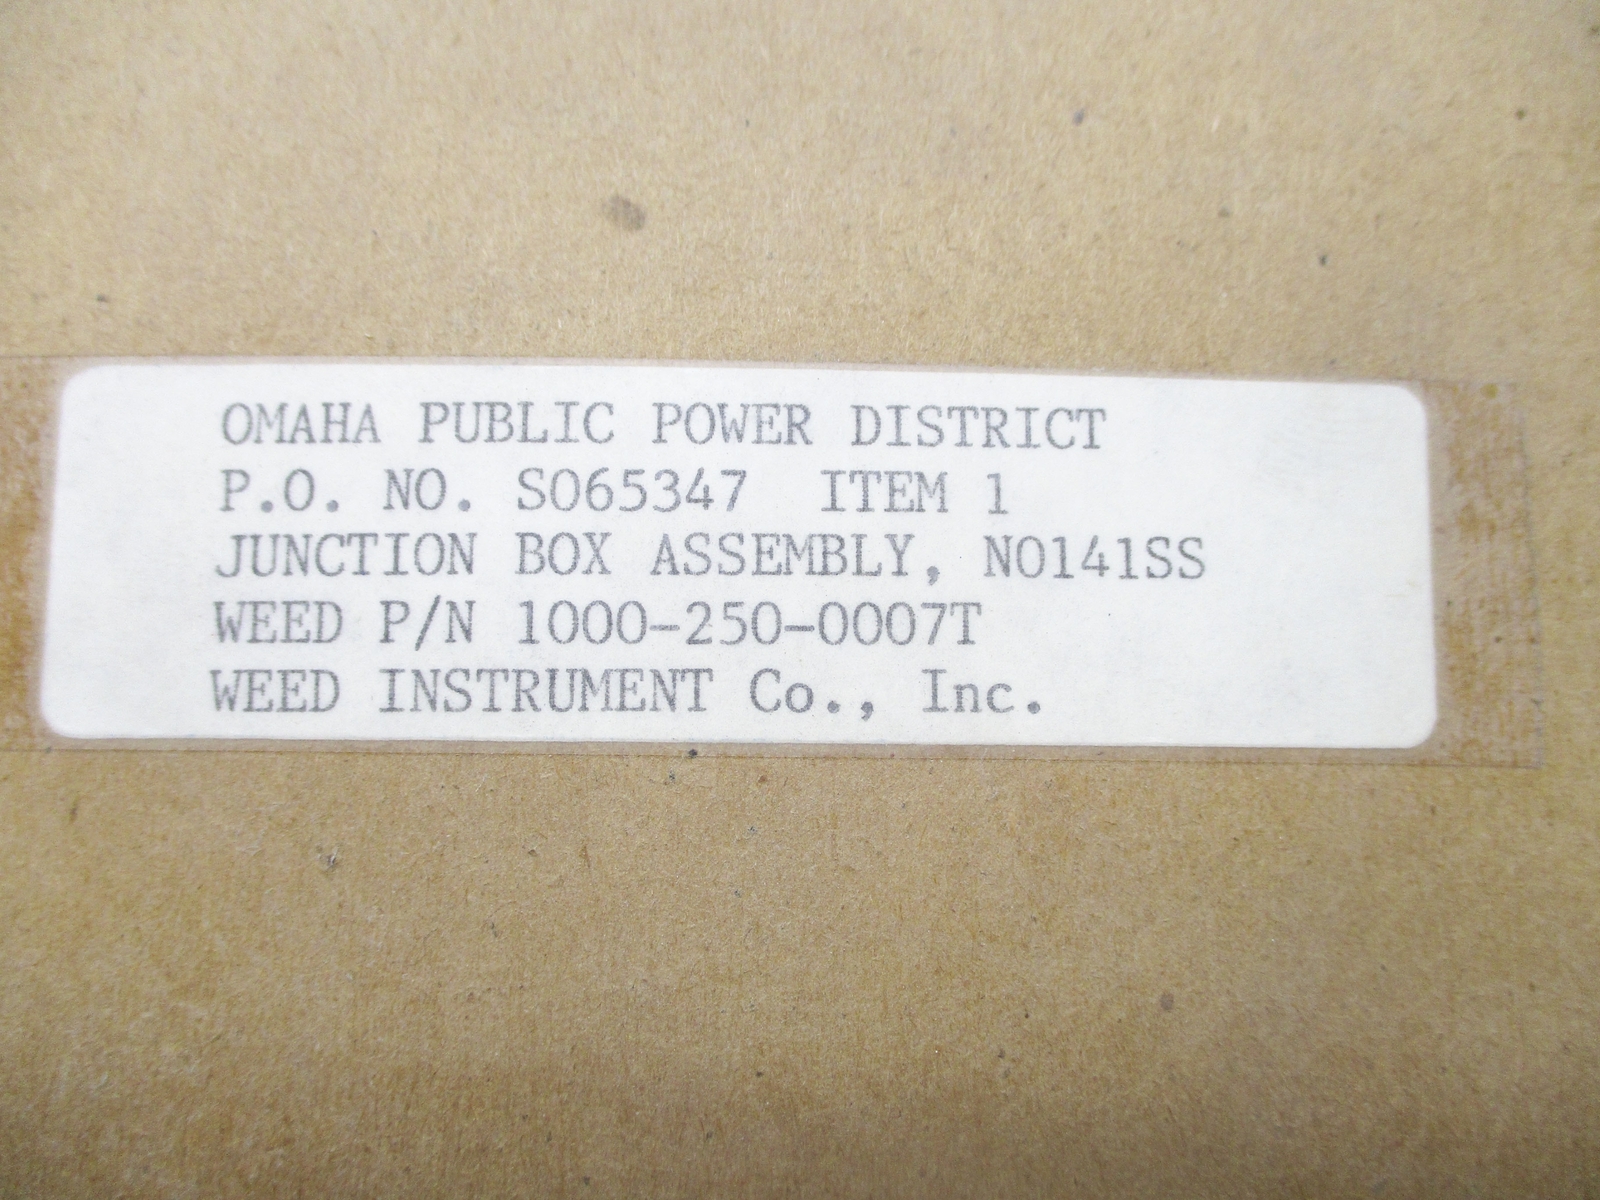 OMAHA PUBLIC POWER DISTRICT
P.O. NO. S065347 ITEM 1
JUNCTION BOX ASSEMBLY, N0141SS
WEED P/N 1000-250-0007T
WEED INSTRUMENT Co., Inc.